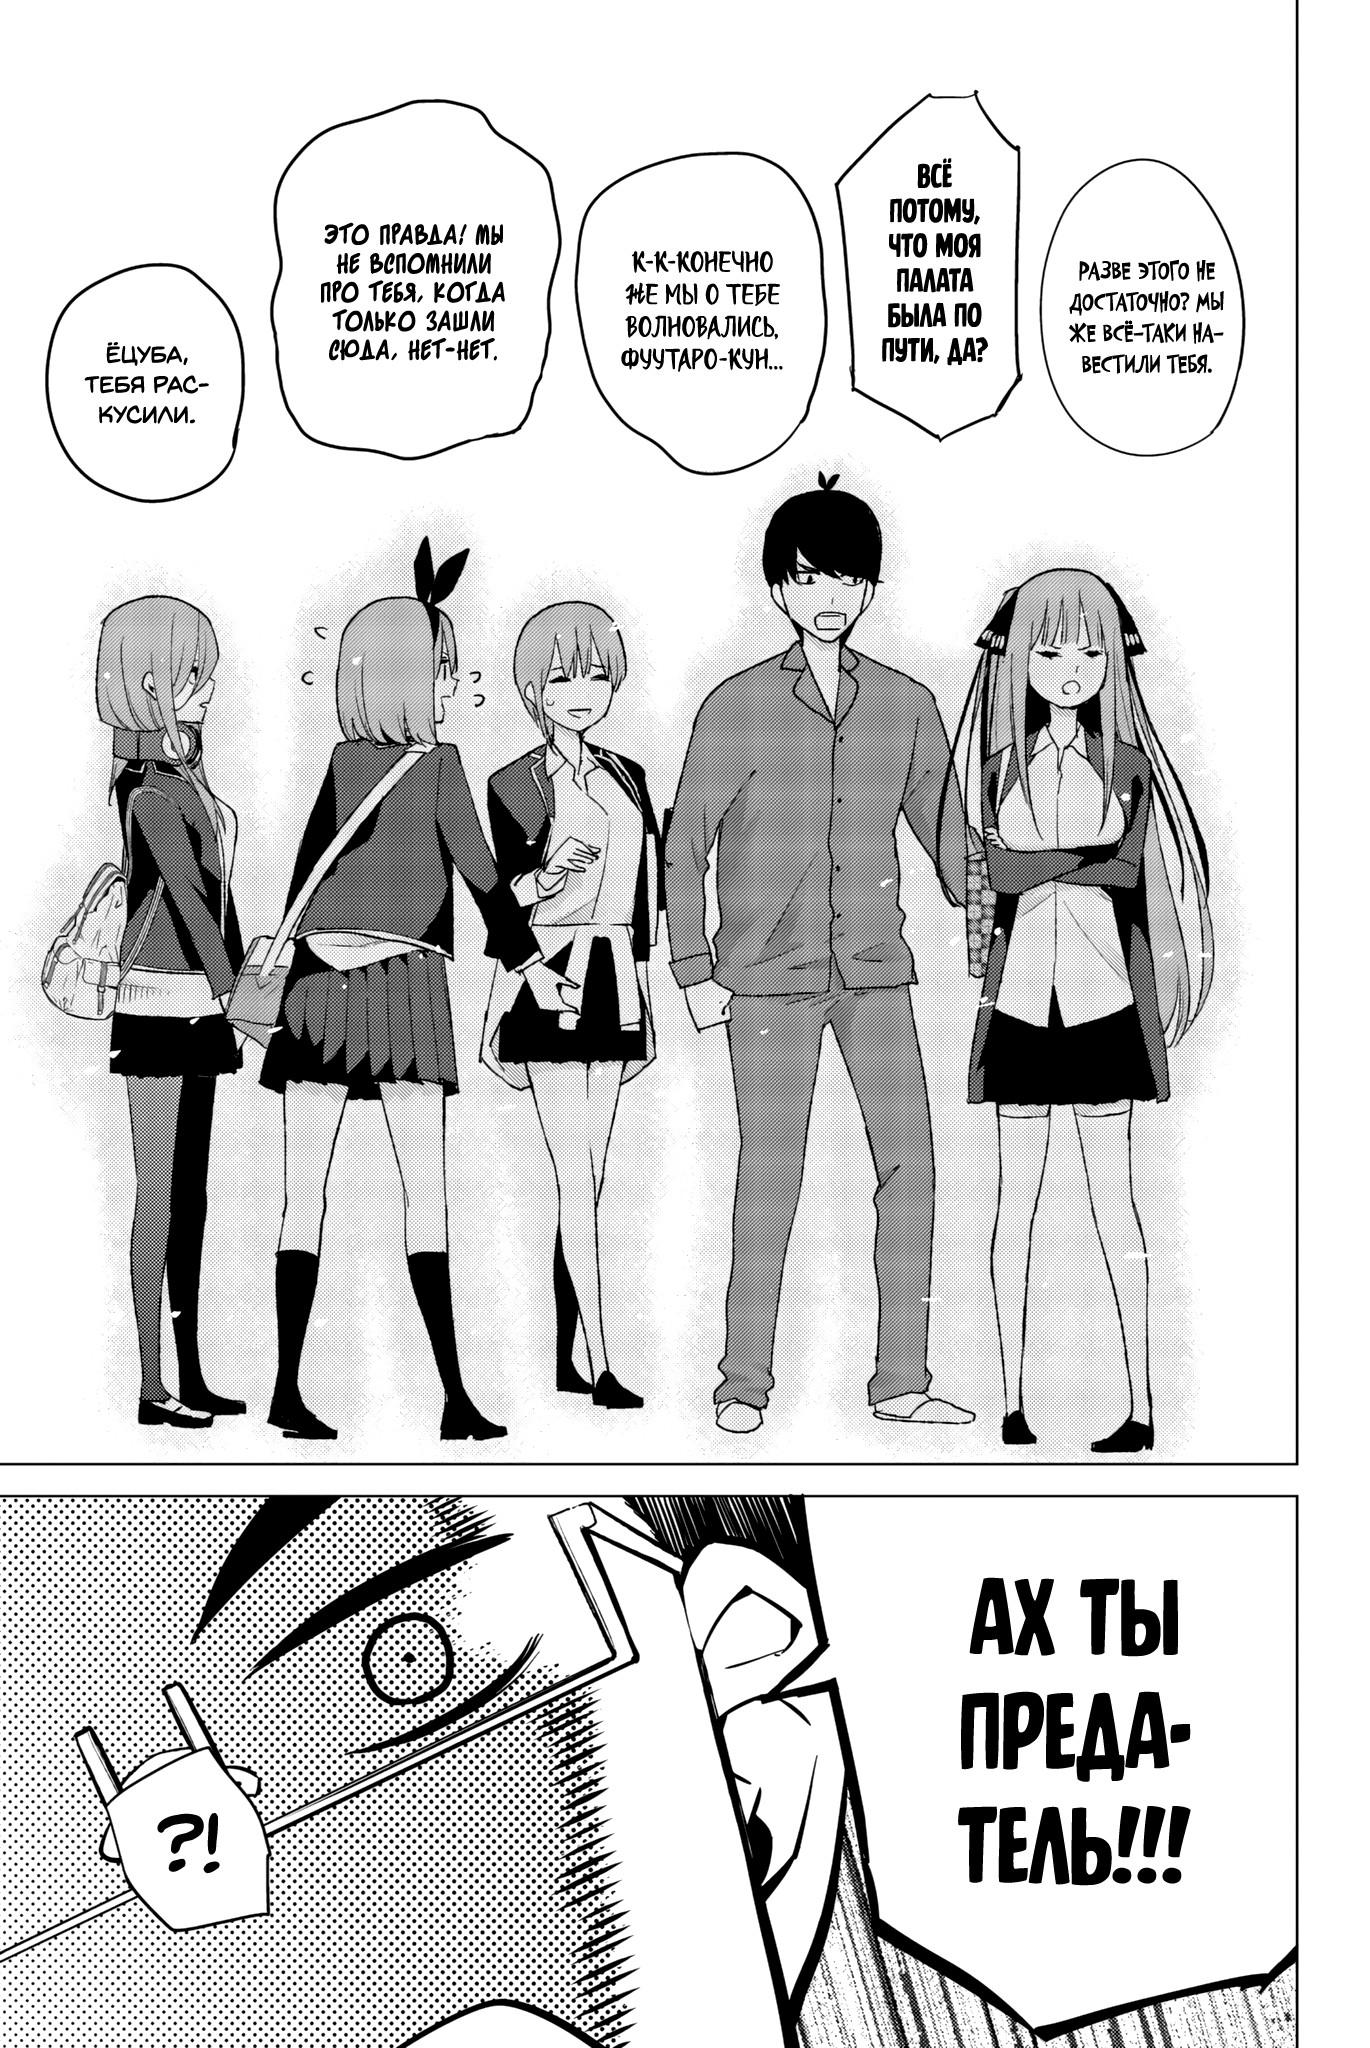 РАЗВЕ ЭТОГО НЕ
ДОСТАТОЧНО? МЫ
ЖЕ ВСЁ-ТАКИ НА-
ВЕСТИЛИ ТЕБЯ.
ВСЁ
ПОТОМУ,
ЧТО МОЯ
ПАЛАТА
БЫЛА ПО
ПУТИ, ДА?
К-К-КОНЕЧНО
ЖЕ МЫ О ТЕБЕ
ВОЛНОВАЛИСЬ,
ФУУТАРО-КУН...
ЭТО ПРАВДА! МЫ
НЕ ВСПОМНИЛИ
ПРО ТЕБЯ, КОГДА
ТОЛЬКО ЗАШЛИ
СЮДА, НЕТ-НЕТ.
ЁЦУБА,
ТЕБЯ РАС-
КУСИЛИ.
АХ ТЫ
ПРЕДА-
ТЕЛЬ!!!
?!